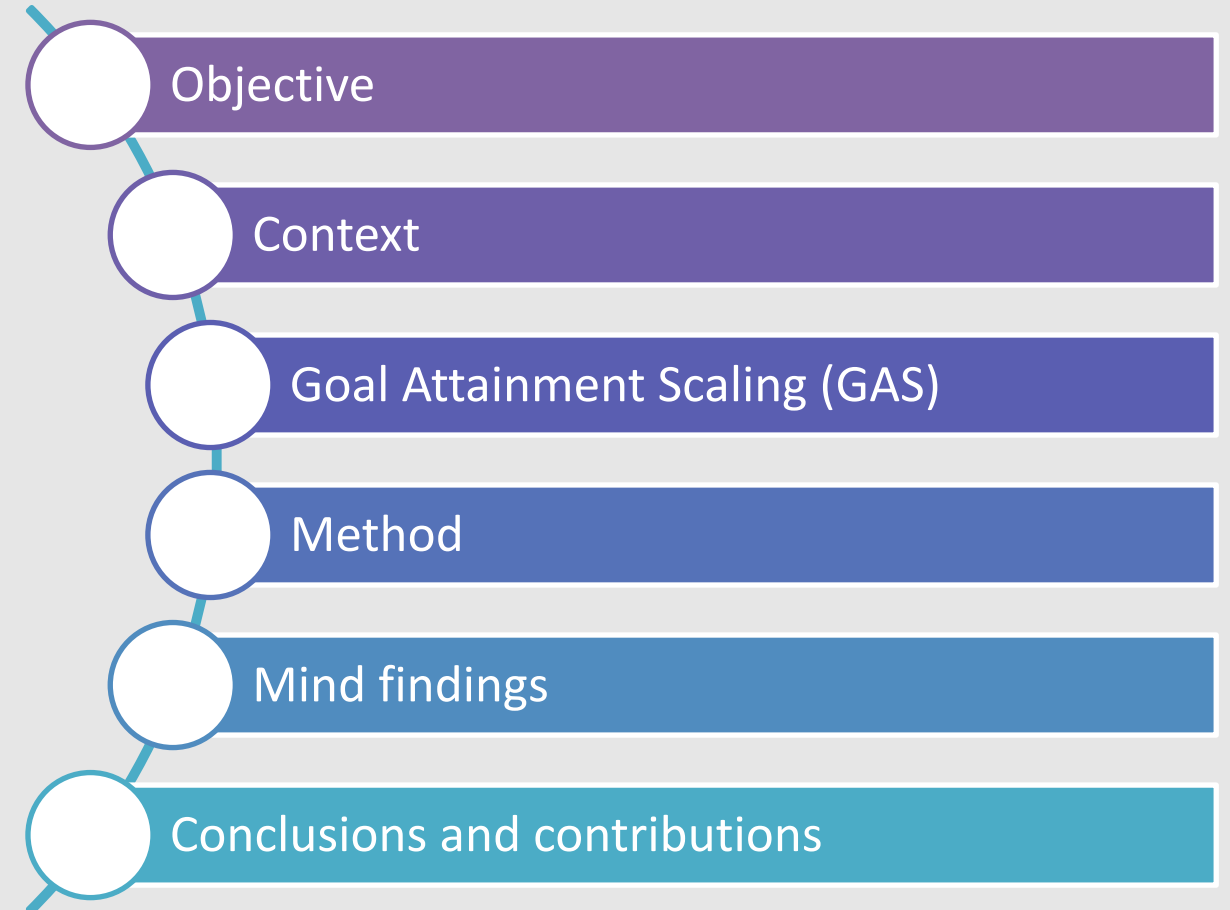 Objective
Context
Goal Attainment Scaling (GAS)
Method
Mind findings
Conclusions and contributions